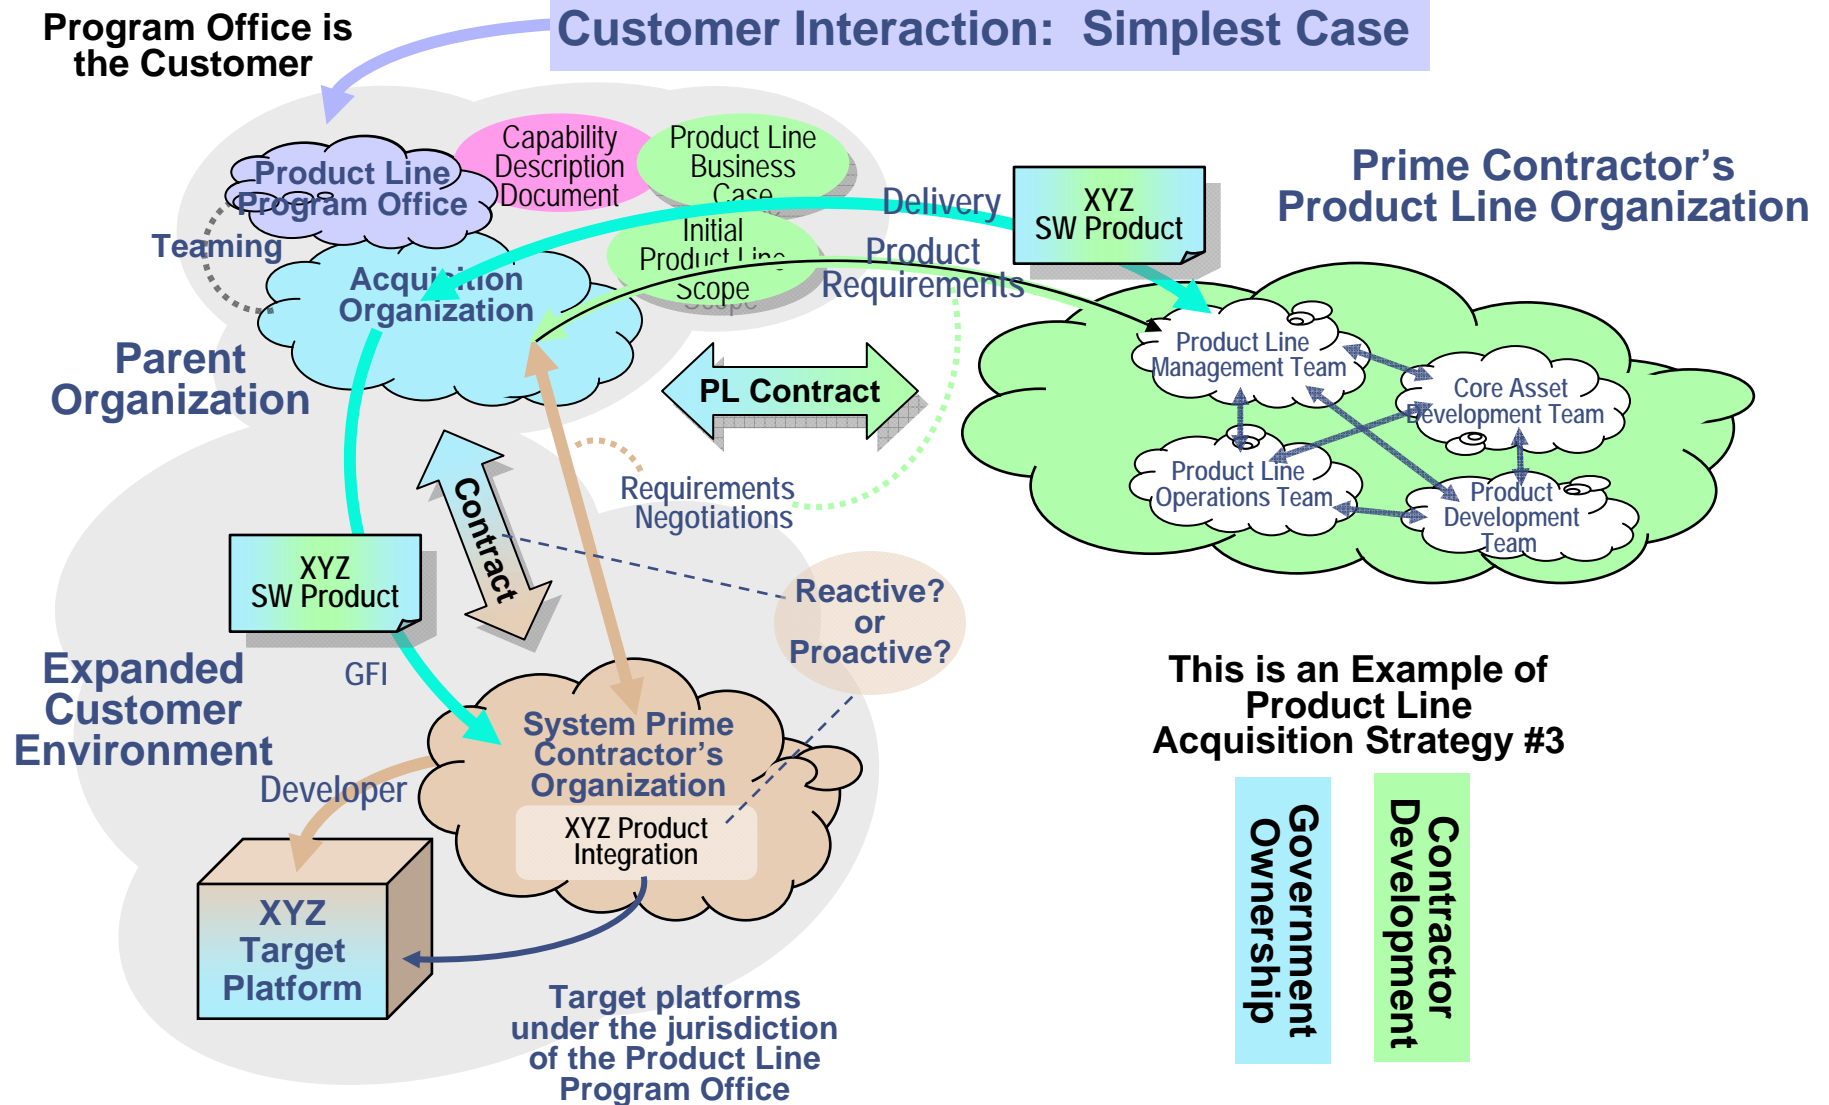 Program Office is
the Customer
Customer Interaction: Simplest Case
Product Line
Program Office
Capability
Description
Document
Product Line
Business
Case
Initial
Product Line
Scope
Teaming
Acquisition
Organization
Parent
Organization
Delivery
Product
Requirements
XYZ
SW Product
Prime Contractor’s
Product Line Organization
Product Line
Management Team
Core Asset
Development Team
Product Line
Operations Team
Product
Development
Team
PL Contract
Contract
Requirements
Negotiations
XYZ
SW Product
GFI
Reactive?
or
Proactive?
Expanded
Customer
Environment
Developer
System Prime
Contractor’s
Organization
XYZ Product
Integration
XYZ
Target
Platform
Target platforms
under the jurisdiction
of the Product Line
Program Office
This is an Example of
Product Line
Acquisition Strategy #3
Government
Ownership
Contractor
Development